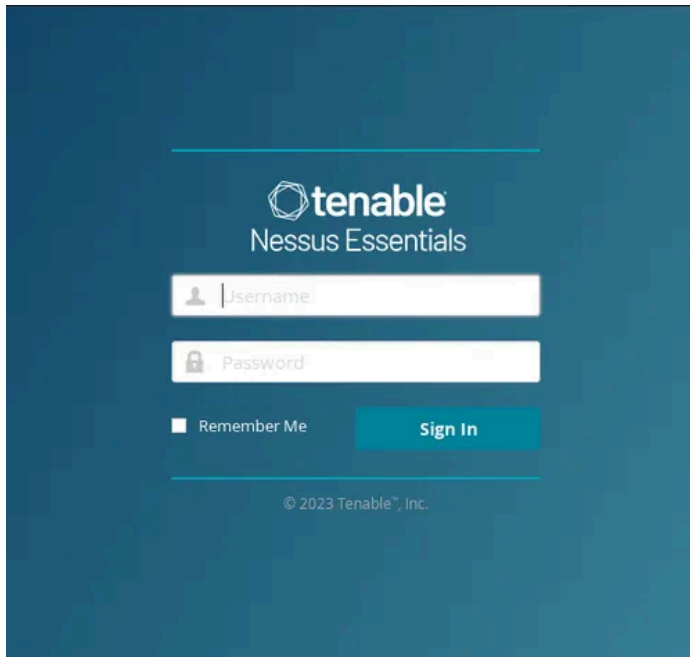 tenable
Nessus Essentials
Username
Password
Remember Me
Sign In
© 2023 Tenable™, Inc.